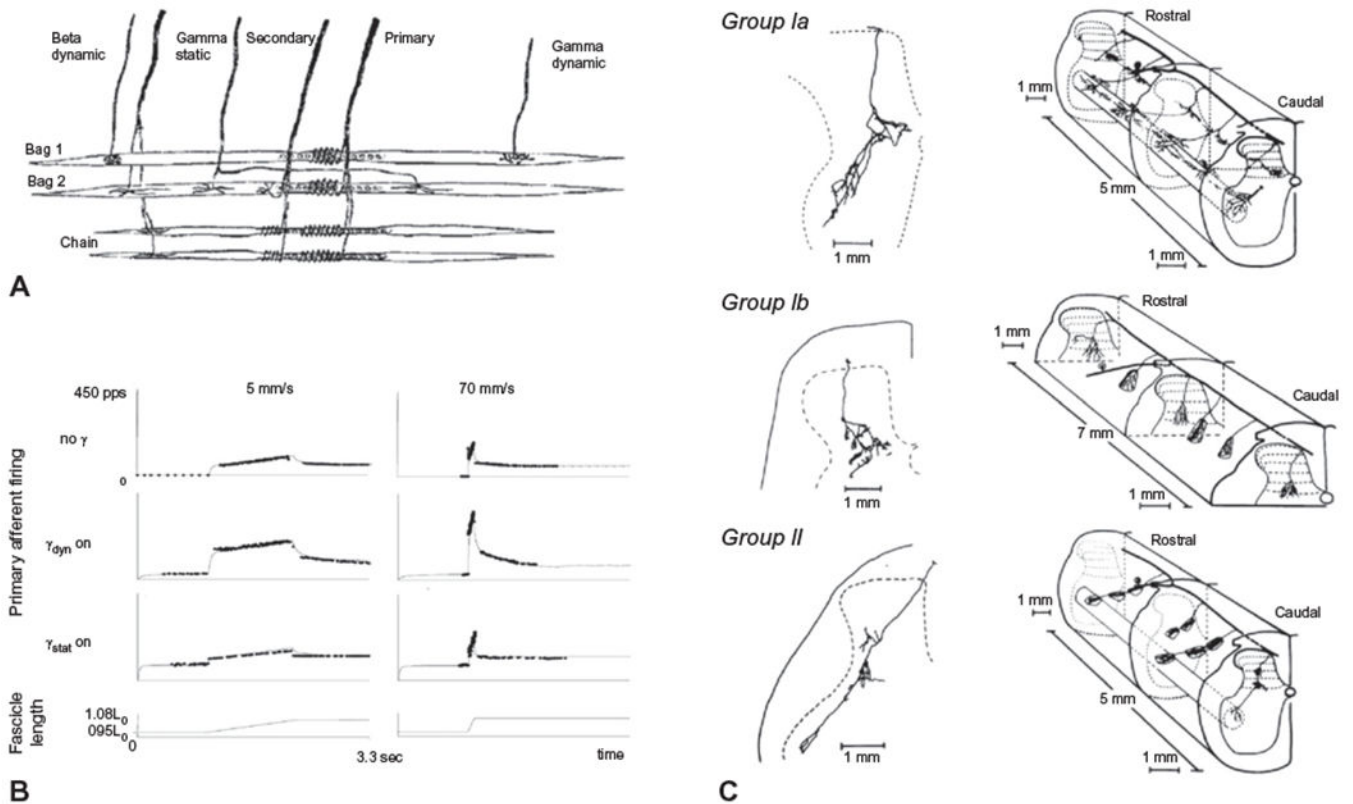 Beta
dynamic
Gamma
static
Secondary
Primary
Gamma
dynamic
Bag 1
Bag 2
Chain
A
450 pps
5 mm/s
70 mm/s
no γ
0
γdyn on
γstat on
Primary afferent firing
Fascicle
length
1.08L0
095L0
0
3.3 sec
time
B
Group Ia
1 mm
Rostral
1 mm
Caudal
5 mm
1 mm
Group Ib
1 mm
Rostral
1 mm
Caudal
7 mm
1 mm
Group II
1 mm
Rostral
1 mm
Caudal
5 mm
1 mm
C